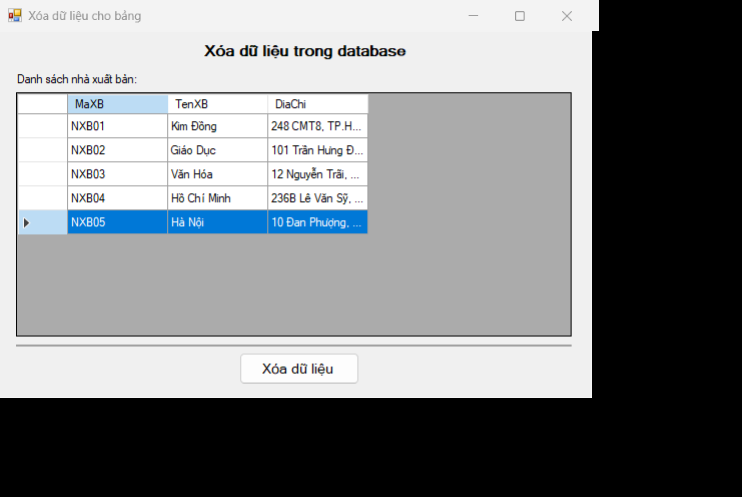 Xóa dữ liệu cho bảng
Xóa dữ liệu trong database
Danh sách nhà xuất bản:
MaXB TenXB DiaChi
NXB01 Kim Đồng 248 CMT8, TP.H...
NXB02 Giáo Dục 101 Trần Hưng Đ...
NXB03 Văn Hóa 12 Nguyễn Trãi, ...
NXB04 Hồ Chí Minh 236B Lê Văn Sỹ, ...
NXB05 Hà Nội 10 Đan Phượng, ...
Xóa dữ liệu